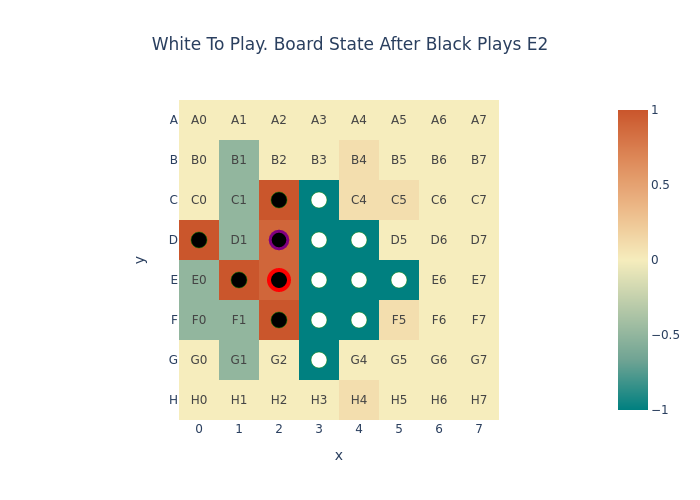 White To Play. Board State After Black Plays E2
A A0 A1 A2 A3 A4 A5 A6 A7 1
B B0 B1 B2 B3 B4 B5 B6 B7 0.5
C C0 C1 C4 C5 C6 C7
D D1 D5 D6 D7 0
y
E E0 E6 E7
F F0 F1 F5 F6 F7 −0.5
G G0 G1 G2 G4 G5 G6 G7
H H0 H1 H2 H3 H4 H5 H6 H7 −1
0 1 2 3 4 5 6 7
x